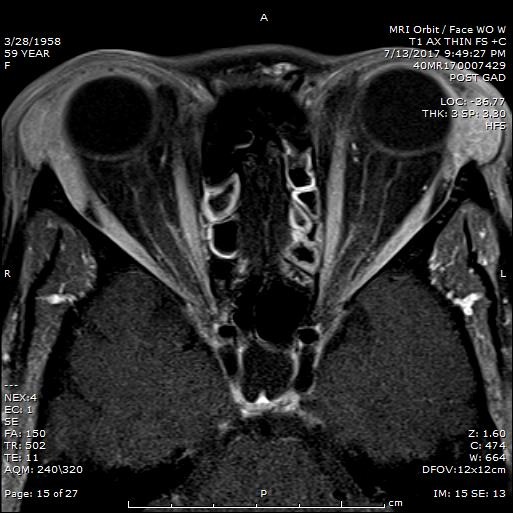 A
3/28/1958
59 YEAR
F
MRI Orbit / Face WO W
T1 AX THIN FS +C
7/13/2017 9:49:27 PM
40MR170007429
POST GAD
LOC: -36.77
THK: 3 SP: 3.30
HFS
R
L
---
NEX:4
EC: 1
SE
FA: 150
TR: 502
TE: 11
AQM: 240\320
Page: 15 of 27
P
cm
Z: 1.60
C: 474
W: 664
DFOV:12x12cm
IM: 15 SE: 13